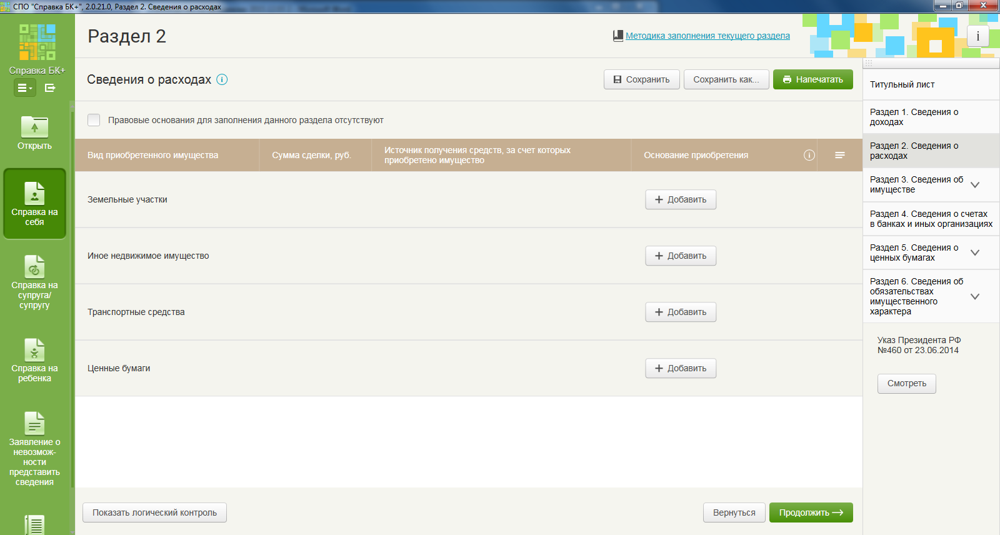 СПО "Справка БК+", 2.0.21.0, Раздел 2. Сведения о расходах
Справка БК+
Открыть
Справка на
себя
Справка на
супруга/
супругу
Справка на
ребенка
Заявление о
невозмож-
ности
представить
сведения
Раздел 2
Методика заполнения текущего раздела
i
Сведения о расходах i
Сохранить
Сохранить как...
Напечатать
Правовые основания для заполнения данного раздела отсутствуют
Вид приобретенного имущества
Сумма сделки, руб.
Источник получения средств, за счет которых
приобретено имущество
Основание приобретения
i
Земельные участки
+ Добавить
Иное недвижимое имущество
+ Добавить
Транспортные средства
+ Добавить
Ценные бумаги
+ Добавить
Показать логический контроль
Вернуться
Продолжить
Титульный лист
Раздел 1. Сведения о
доходах
Раздел 2. Сведения о
расходах
Раздел 3. Сведения об
имуществе
Раздел 4. Сведения о счетах
в банках и иных организациях
Раздел 5. Сведения о
ценных бумагах
Раздел 6. Сведения об
обязательствах
имущественного
характера
Указ Президента РФ
№460 от 23.06.2014
Смотреть